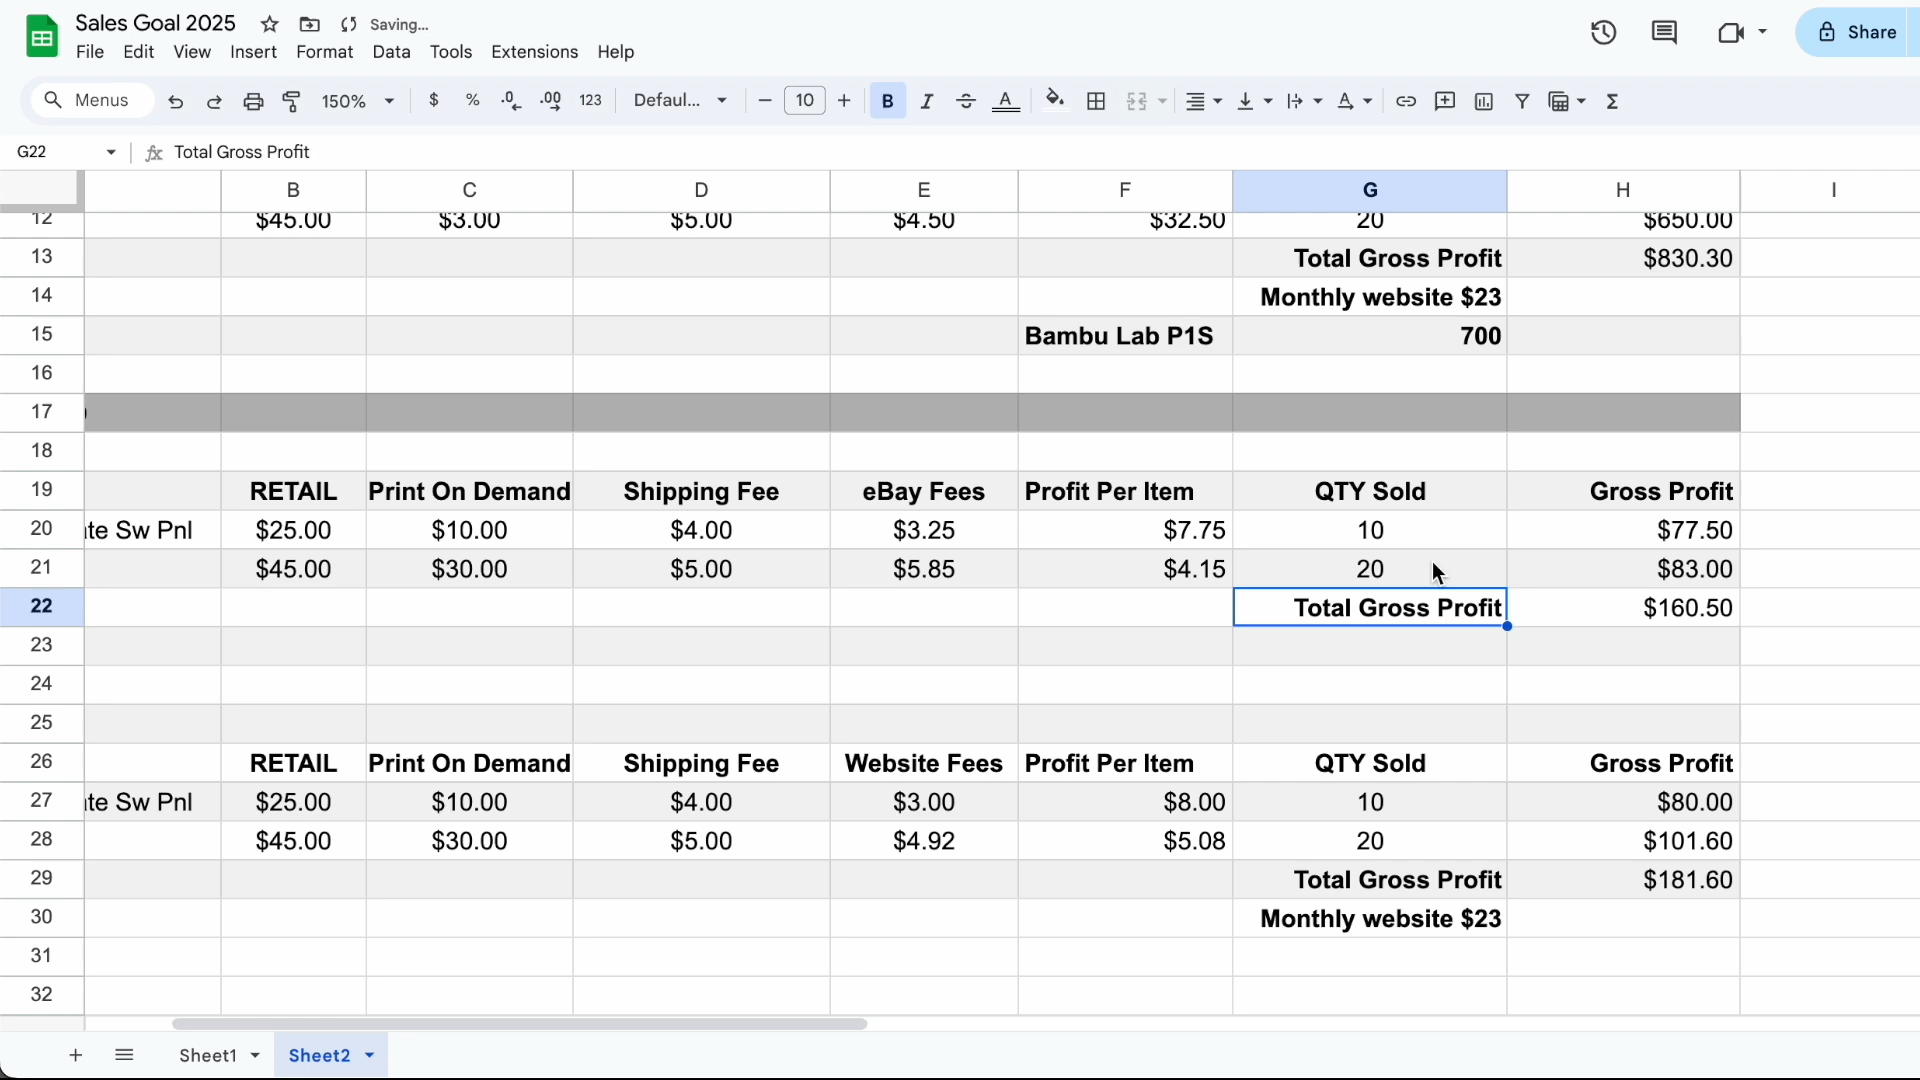 Sales Goal 2025 Saving...
Share
File Edit View Insert Format Data Tools Extensions Help
Menus 150% $ % .0 .00 123 Defaul... 10 B I A
G22 Total Gross Profit
B C D E F G H I
12 $45.00 $3.00 $5.00 $4.50 $32.50 20 $650.00
13 Total Gross Profit $830.30
14 Monthly website $23
15 Bambu Lab P1S 700
16
17
18
19 RETAIL Print On Demand Shipping Fee eBay Fees Profit Per Item QTY Sold Gross Profit
20 te Sw Pnl $25.00 $10.00 $4.00 $3.25 $7.75 10 $77.50
21 $45.00 $30.00 $5.00 $5.85 $4.15 20 $83.00
22 Total Gross Profit $160.50
23
24
25
26 RETAIL Print On Demand Shipping Fee Website Fees Profit Per Item QTY Sold Gross Profit
27 te Sw Pnl $25.00 $10.00 $4.00 $3.00 $8.00 10 $80.00
28 $45.00 $30.00 $5.00 $4.92 $5.08 20 $101.60
29 Total Gross Profit $181.60
30 Monthly website $23
31
32
Sheet1 Sheet2